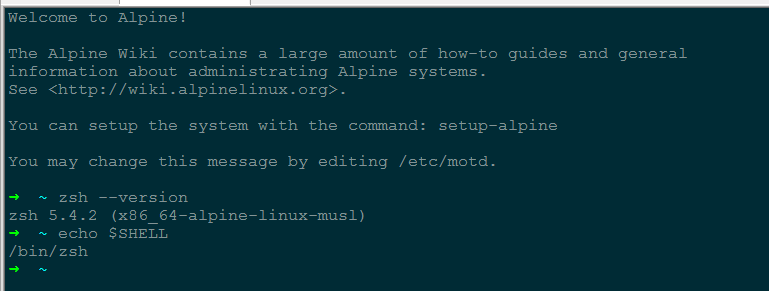 Welcome to Alpine!
The Alpine Wiki contains a large amount of how-to guides and general
information about administrating Alpine systems.
See <http://wiki.alpinelinux.org>.
You can setup the system with the command: setup-alpine
You may change this message by editing /etc/motd.
➜  ~ zsh --version
zsh 5.4.2 (x86_64-alpine-linux-musl)
➜  ~ echo $SHELL
/bin/zsh
➜  ~